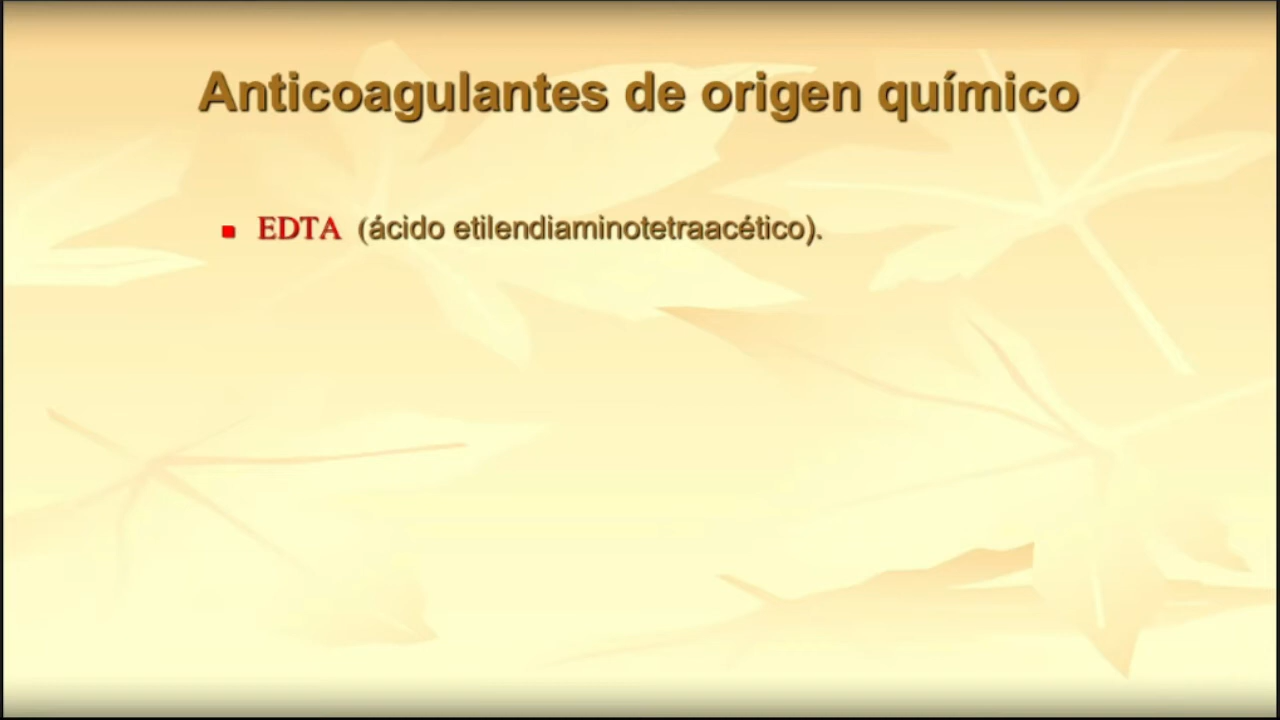 Anticoagulantes de origen químico
EDTA (ácido etilendiaminotetraacético).